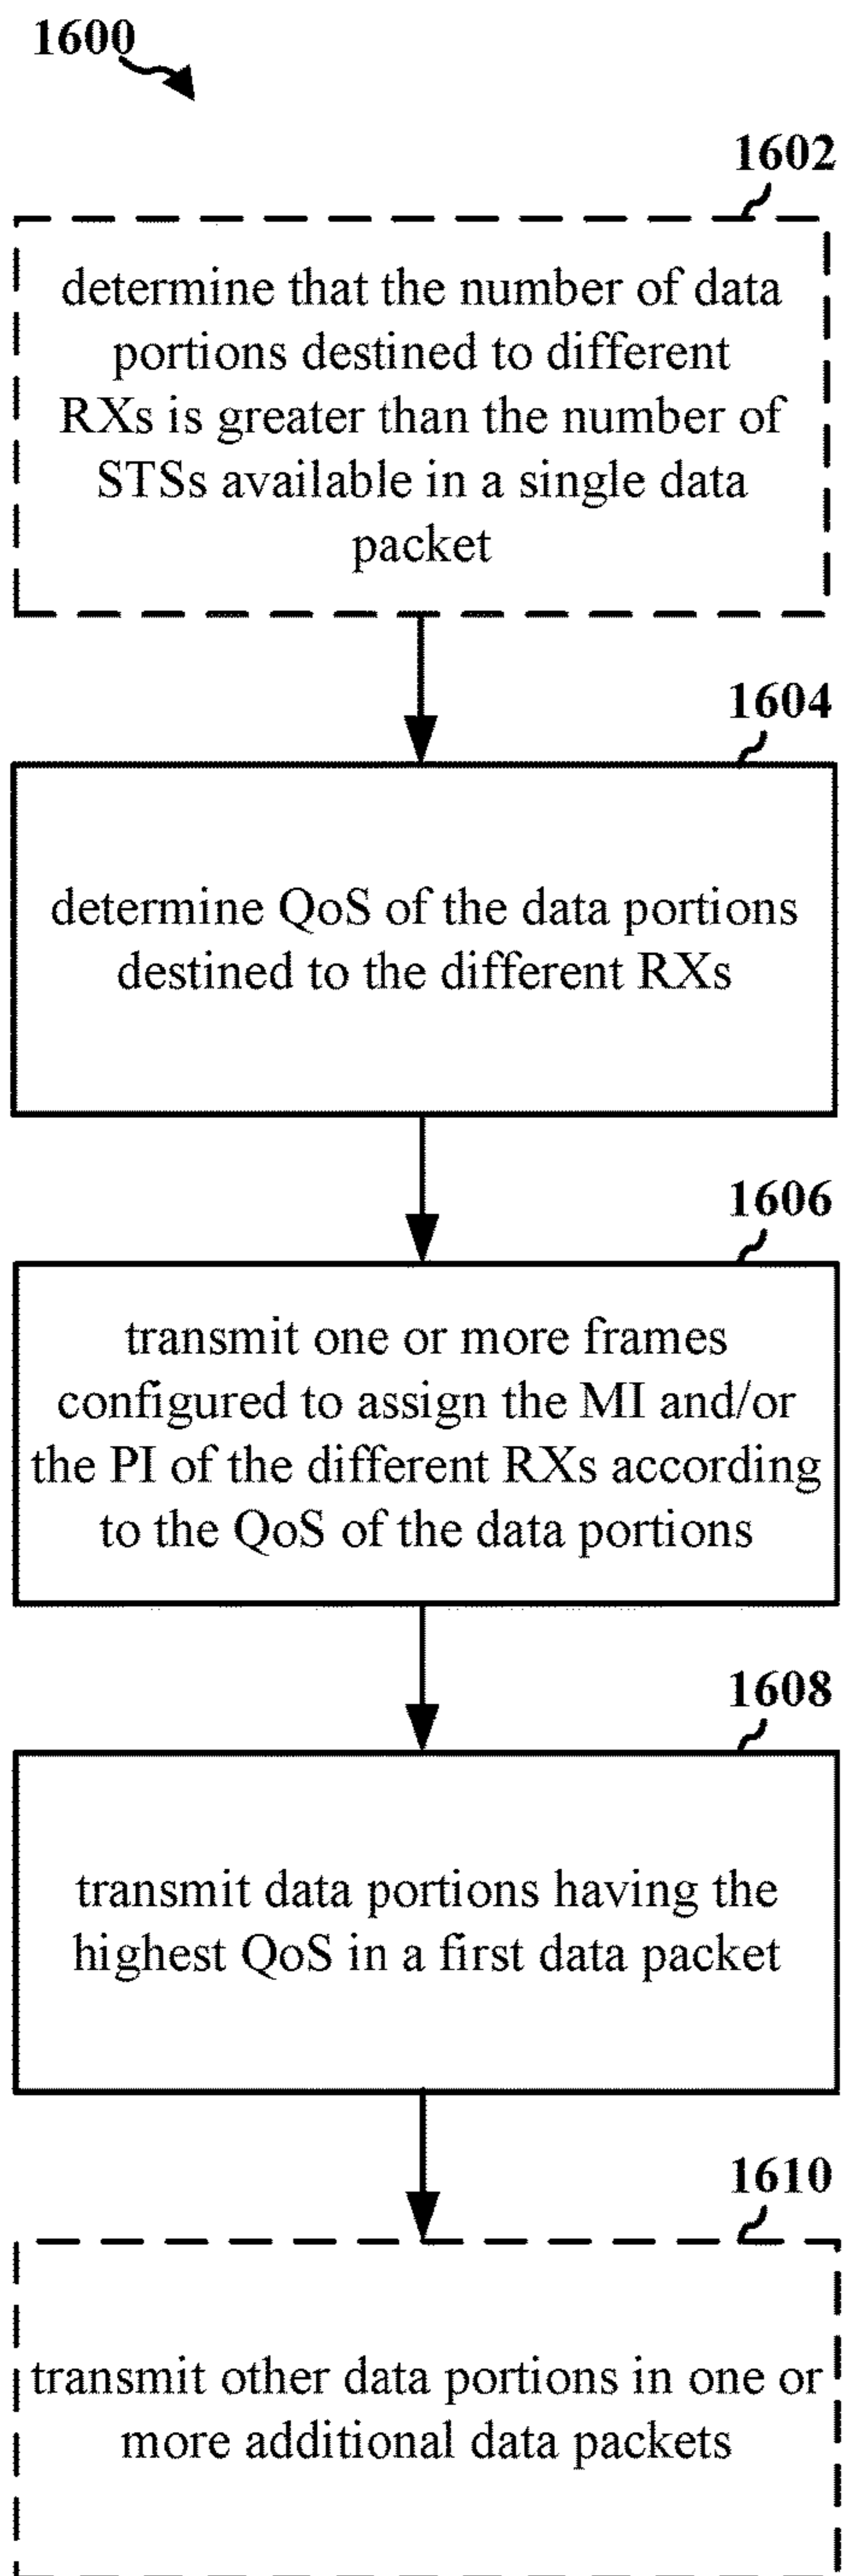 1600
1602
determine that the number of data
portions destined to different
RXs is greater than the number of
STSs available in a single data
packet
1604
determine QoS of the data portions
destined to the different RXs
1606
transmit one or more frames
configured to assign the MI and/or
the PI of the different RXs according
to the QoS of the data portions
1608
transmit data portions having the
highest QoS in a first data packet
1610
transmit other data portions in one or
more additional data packets